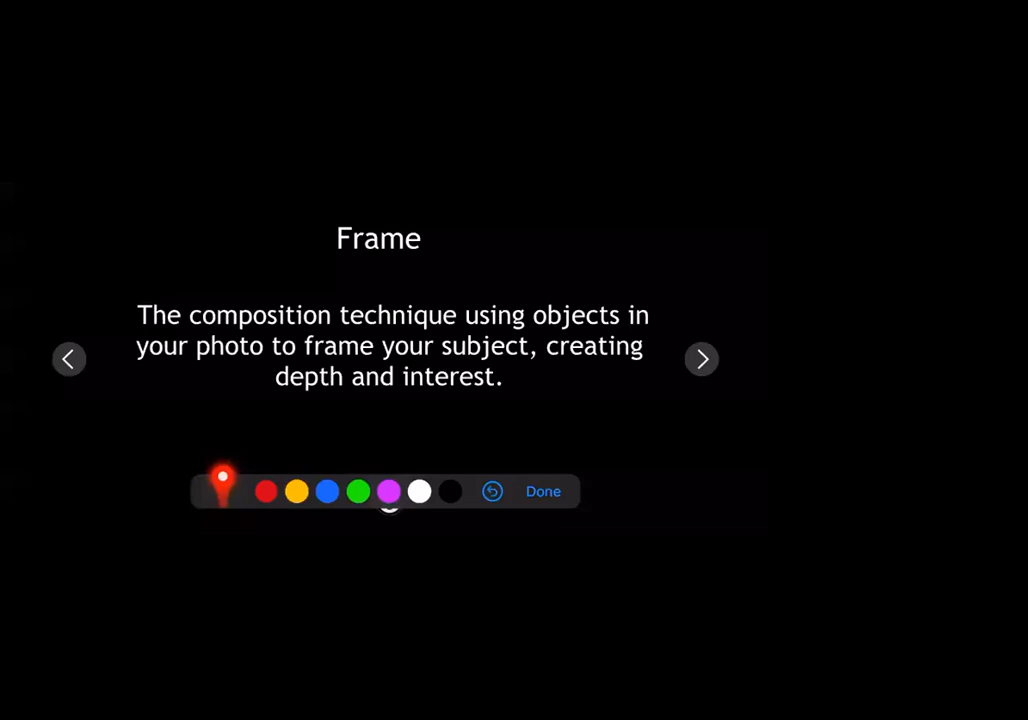 Frame
The composition technique using objects in
your photo to frame your subject, creating
depth and interest.
Done